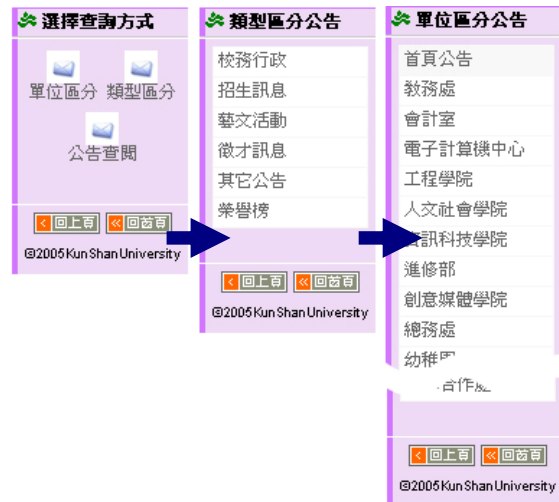 選擇查詢方式
單位區分 類型區分
公告查閱
回上頁 回首頁
©2005 Kun Shan University
類型區分公告
校務行政
招生訊息
藝文活動
徵才訊息
其它公告
榮譽榜
回上頁 回首頁
©2005 Kun Shan University
單位區分公告
首頁公告
教務處
會計室
電子計算機中心
工程學院
人文社會學院
資訊科技學院
進修部
創意媒體學院
總務處
幼稚
合作處
回上頁 回首頁
©2005 Kun Shan University